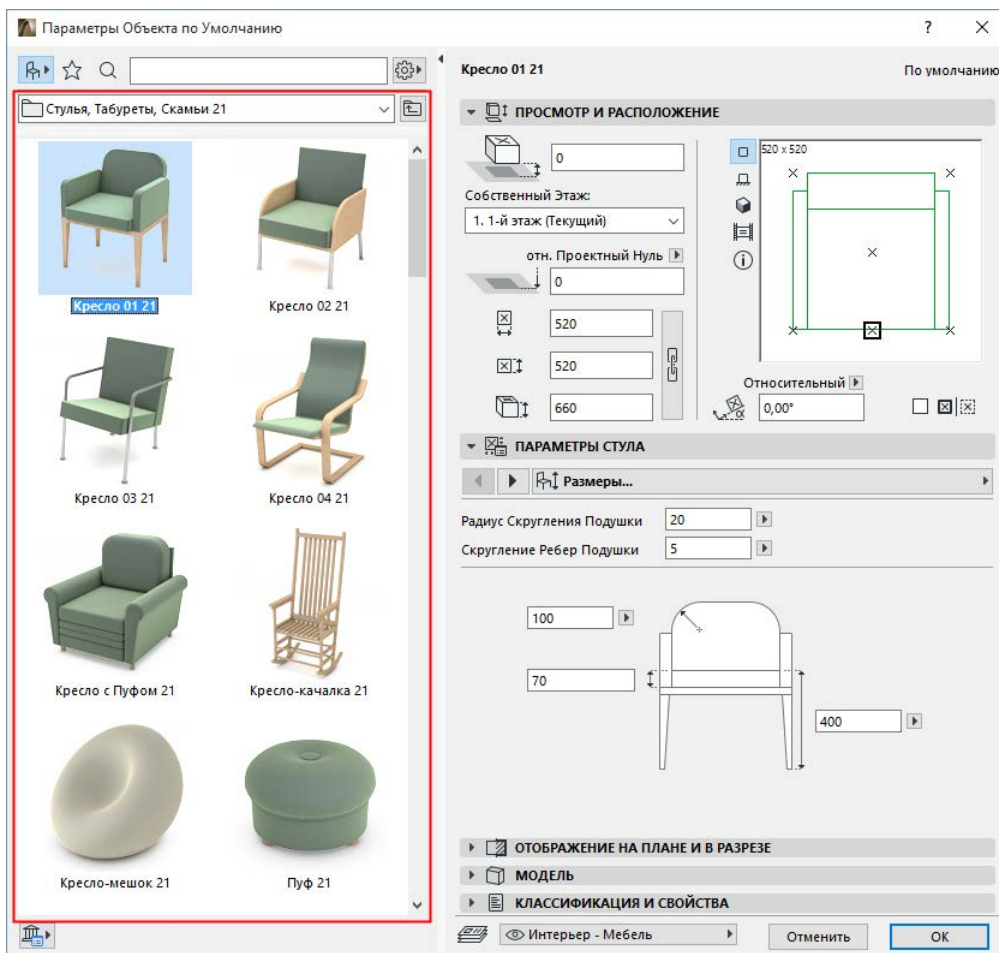 Параметры Объекта по Умолчанию
?
Стулья, Табуреты, Скамьи 21
Кресло 01 21
Кресло 02 21
Кресло 03 21
Кресло 04 21
Кресло с Пуфом 21
Кресло-качалка 21
Кресло-мешок 21
Пуф 21
Кресло 01 21
По умолчанию
ПРОСМОТР И РАСПОЛОЖЕНИЕ
0
Собственный Этаж:
1. 1-й этаж (Текущий)
отн. Проектный Нуль
0
520
520
660
520 x 520
Относительный
α
0,00°
ПАРАМЕТРЫ СТУЛА
Размеры...
Радиус Скругления Подушки 20
Скругление Ребер Подушки 5
100
70
400
ОТОБРАЖЕНИЕ НА ПЛАНЕ И В РАЗРЕЗЕ
МОДЕЛЬ
КЛАССИФИКАЦИЯ И СВОЙСТВА
Интерьер - Мебель
Отменить
ОК